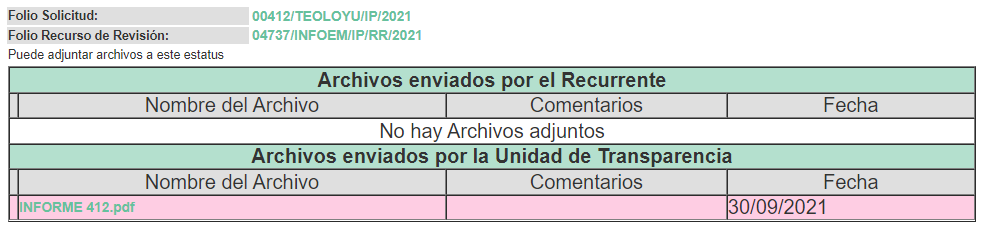 Folio Solicitud: 00412/TEOLOYU/IP/2021
Folio Recurso de Revisión: 04737/INFOEM/IP/RR/2021
Puede adjuntar archivos a este estatus
Archivos enviados por el Recurrente
Nombre del Archivo Comentarios Fecha
No hay Archivos adjuntos
Archivos enviados por la Unidad de Transparencia
Nombre del Archivo Comentarios Fecha
INFORME 412.pdf 30/09/2021